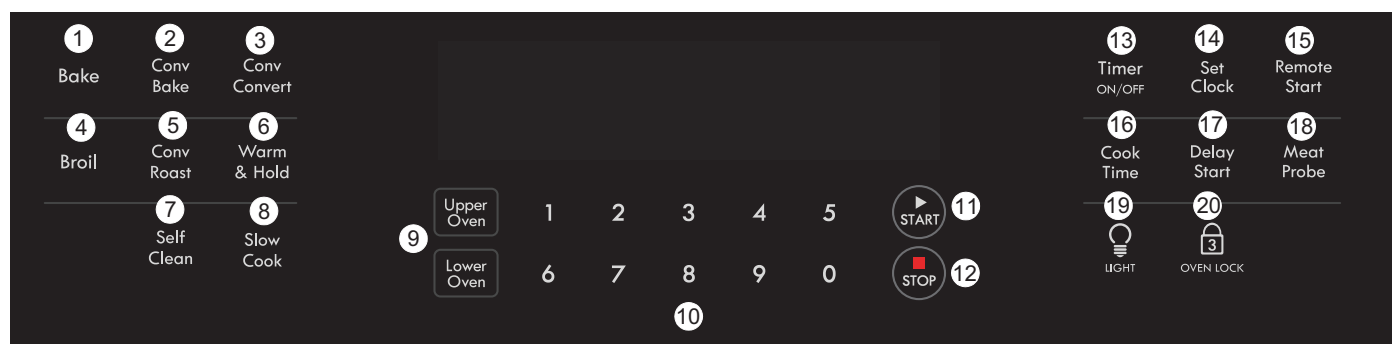 1 2 3
Bake
Conv
Bake
Conv
Convert
4 5 6
Broil
Conv
Roast
Warm
& Hold
7 8
Self
Clean
Slow
Cook
9
Upper
Oven
1 2 3 4 5
START
11
Lower
Oven
6 7 8 9 0
STOP
12
10
13 14 15
Timer
ON/OFF
Set
Clock
Remote
Start
16 17 18
Cook
Time
Delay
Start
Meat
Probe
19 20
LIGHT
3
OVEN LOCK